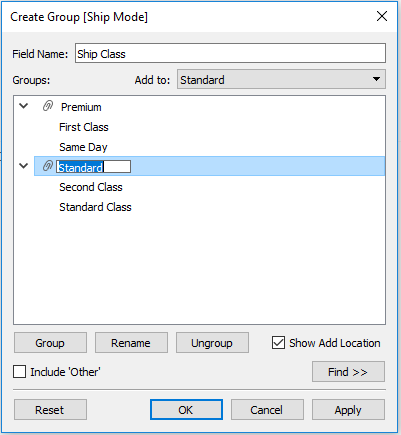 Create Group [Ship Mode]
Field Name: Ship Class
Groups: Add to: Standard
Premium
First Class
Same Day
Standard
Second Class
Standard Class
Group Rename Ungroup Show Add Location
Include 'Other' Find >>
Reset OK Cancel Apply